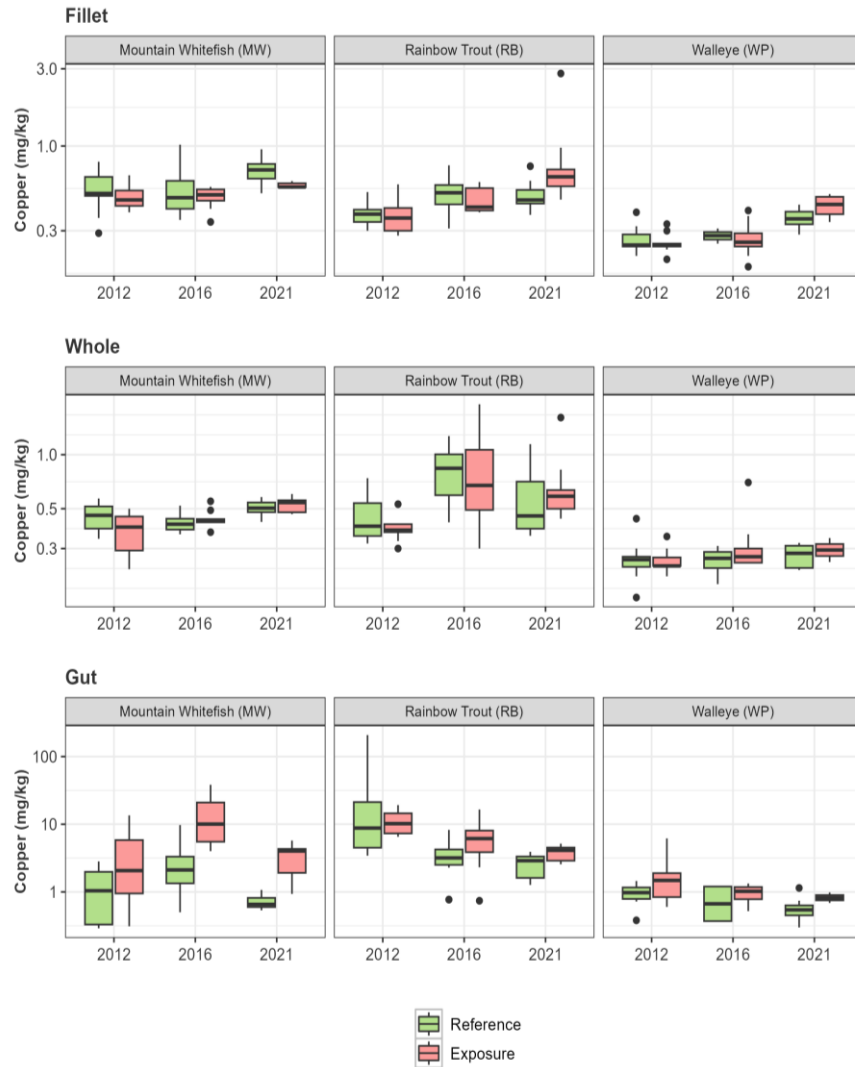 Fillet
Mountain Whitefish (MW) Rainbow Trout (RB) Walleye (WP)
Copper (mg/kg)
3.0
1.0
0.3
2012 2016 2021 2012 2016 2021 2012 2016 2021
Whole
Mountain Whitefish (MW) Rainbow Trout (RB) Walleye (WP)
Copper (mg/kg)
1.0
0.5
0.3
2012 2016 2021 2012 2016 2021 2012 2016 2021
Gut
Mountain Whitefish (MW) Rainbow Trout (RB) Walleye (WP)
Copper (mg/kg)
100
10
1
2012 2016 2021 2012 2016 2021 2012 2016 2021
Reference
Exposure